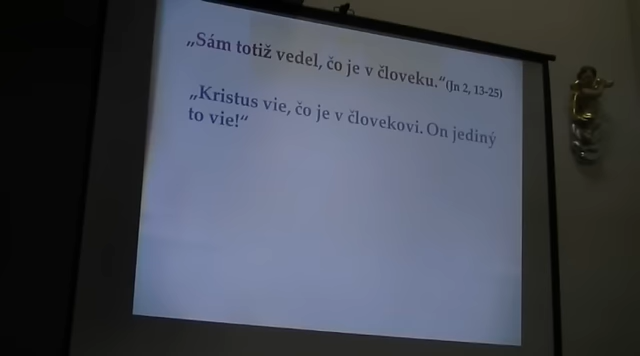 „Sám totiž vedel, čo je v človeku.“(Jn 2, 13-25)
„Kristus vie, čo je v človekovi. On jediný
to vie!“